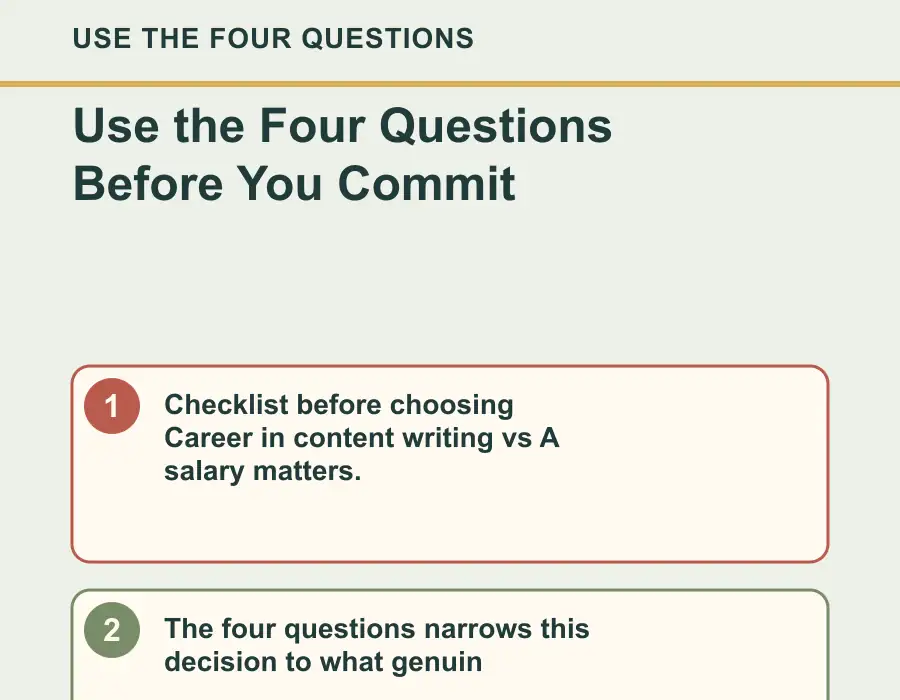 USE THE FOUR QUESTIONS
Use the Four Questions
Before You Commit
1
Checklist before choosing
Career in content writing vs A
salary matters.
2
The four questions narrows this
decision to what genuin